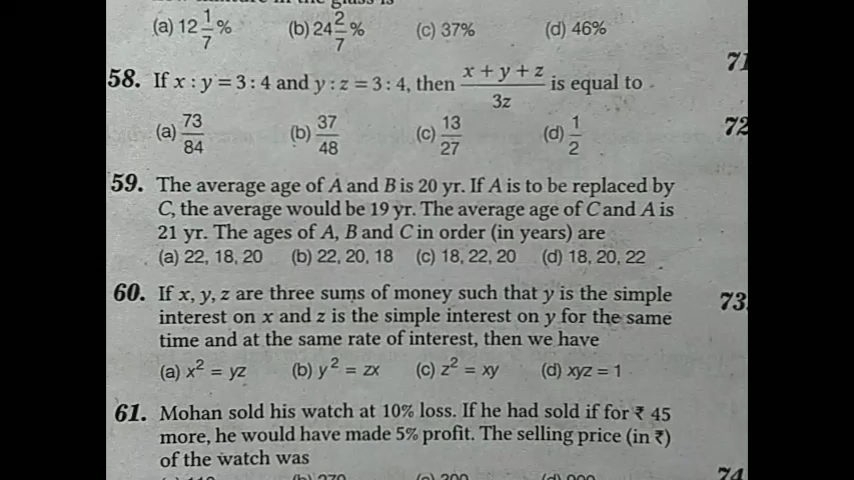 (a) 12 1/7 % (b) 24 2/7 % (c) 37% (d) 46%
71
58. If x : y = 3 : 4 and y : z = 3 : 4, then (x + y + z)/3z is equal to
(a) 73/84 (b) 37/48 (c) 13/27 (d) 1/2
72
59. The average age of A and B is 20 yr. If A is to be replaced by
C, the average would be 19 yr. The average age of C and A is
21 yr. The ages of A, B and C in order (in years) are
(a) 22, 18, 20 (b) 22, 20, 18 (c) 18, 22, 20 (d) 18, 20, 22
60. If x, y, z are three sums of money such that y is the simple
73.
interest on x and z is the simple interest on y for the same
time and at the same rate of interest, then we have
(a) x² = yz (b) y² = zx (c) z² = xy (d) xyz = 1
61. Mohan sold his watch at 10% loss. If he had sold if for ₹ 45
more, he would have made 5% profit. The selling price (in ₹)
of the watch was
74